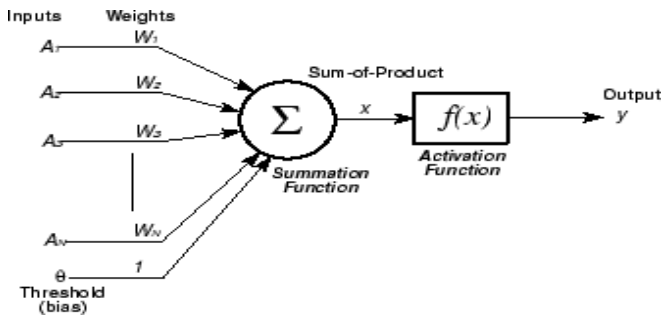 Inputs Weights
A₁ W₁
Sum-of-Product
A₂ W₂
Output
x
f(x)
y
Σ
A₃ W₃
Activation
Function
Summation
Function
Aₙ Wₙ
θ 1
Threshold
(bias)